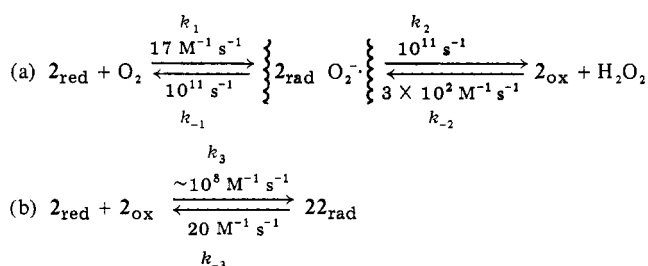 k₁ k₂
(a) 2red + O₂ 17 M⁻¹ s⁻¹ 2rad O₂⁻· 10¹¹ s⁻¹ 2ox + H₂O₂
10¹¹ s⁻¹ 3 × 10² M⁻¹ s⁻¹
k₋₁ k₋₂
k₃
~10⁸ M⁻¹ s⁻¹
(b) 2red + 2ox 22rad
20 M⁻¹ s⁻¹
k₋₃